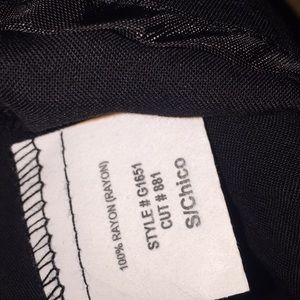 100% RAYON (RAYON)
STYLE # G1651
CUT # 881
S/Chico